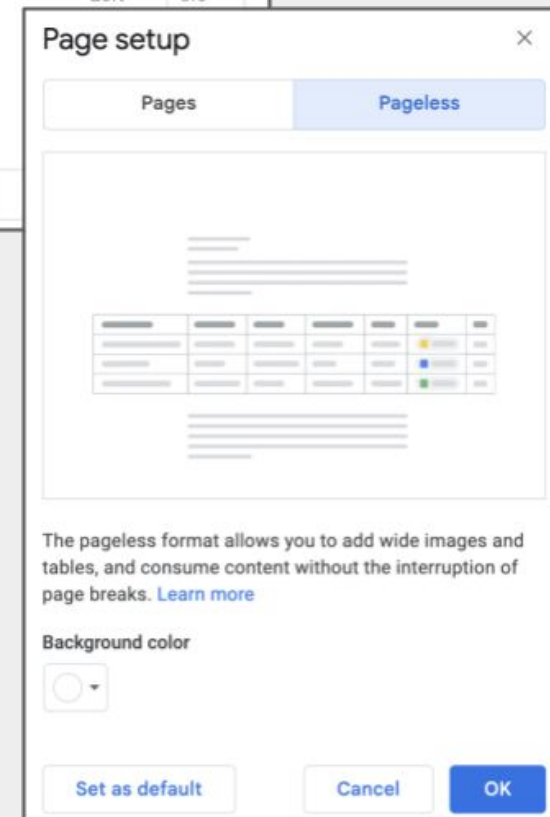 Page setup
Pages
Pageless
The pageless format allows you to add wide images and
tables, and consume content without the interruption of
page breaks. Learn more
Background color
Set as default
Cancel
OK